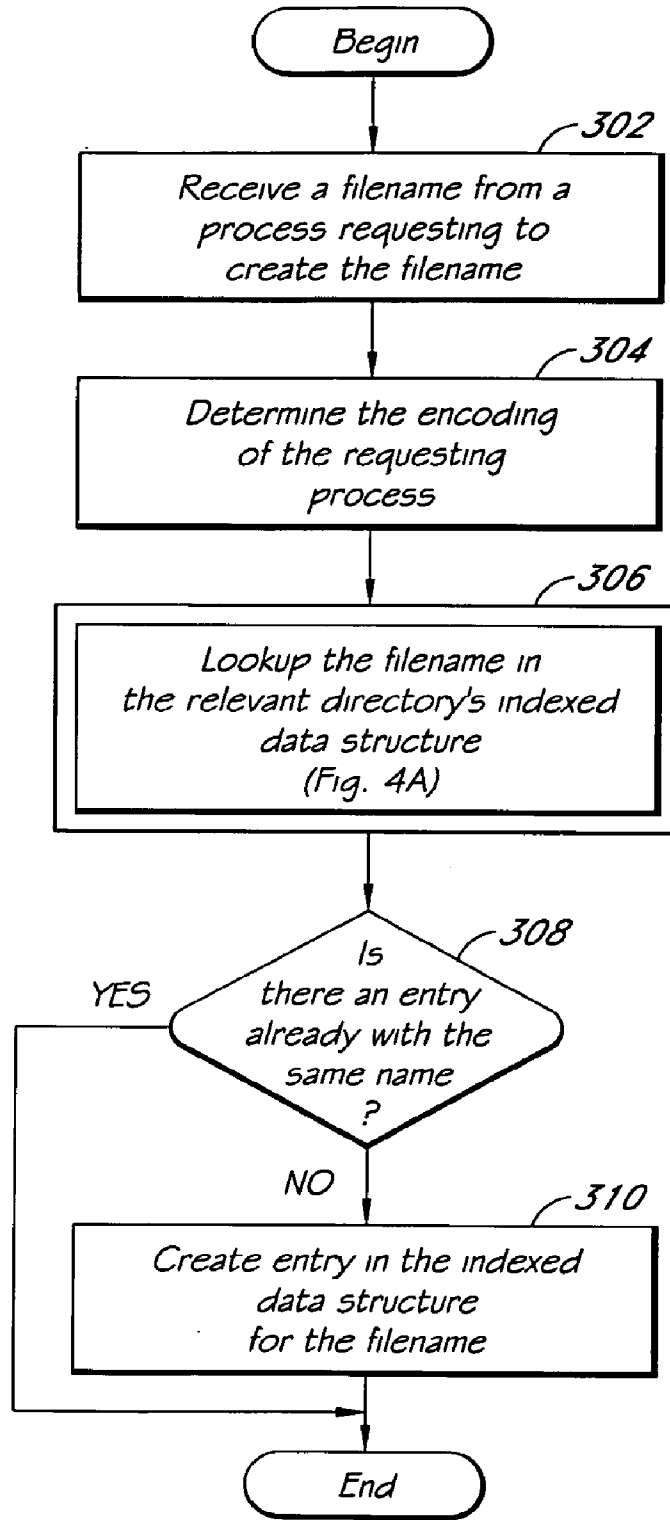 Begin
302
Receive a filename from a
process requesting to
create the filename
304
Determine the encoding
of the requesting
process
306
Lookup the filename in
the relevant directory's indexed
data structure
(Fig. 4A)
308
Is
there an entry
already with the
same name
?
YES
NO
310
Create entry in the indexed
data structure
for the filename
End